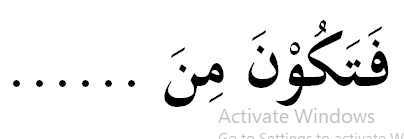 فَتَكُوْنَ مِنَ ......
Activate Windows
Go to Settings to activate W